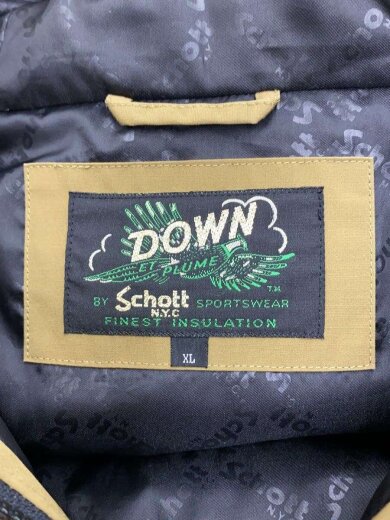 DOWN
ET PLUME
T.M.
BY Schott SPORTSWEAR
N.Y.C
FINEST INSULATION
XL